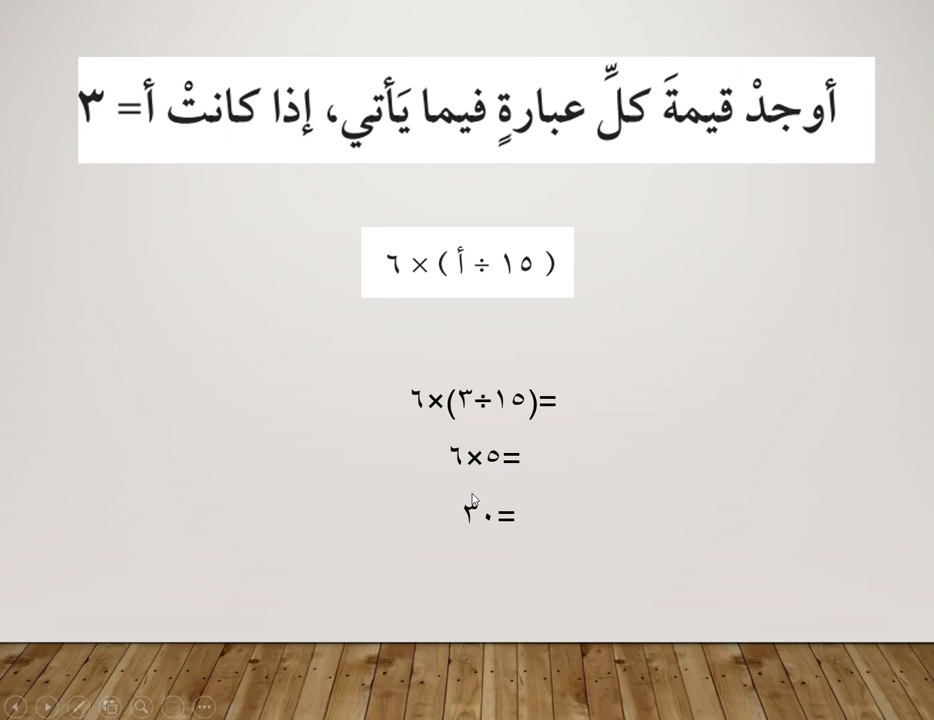 أوجدْ قيمةَ كلِّ عبارةٍ فيما يَأتي، إذا كانتْ أ= ٣
( ١٥ ÷ أ ) × ٦
=(١٥÷٣)×٦
=٥×٦
=٣٠